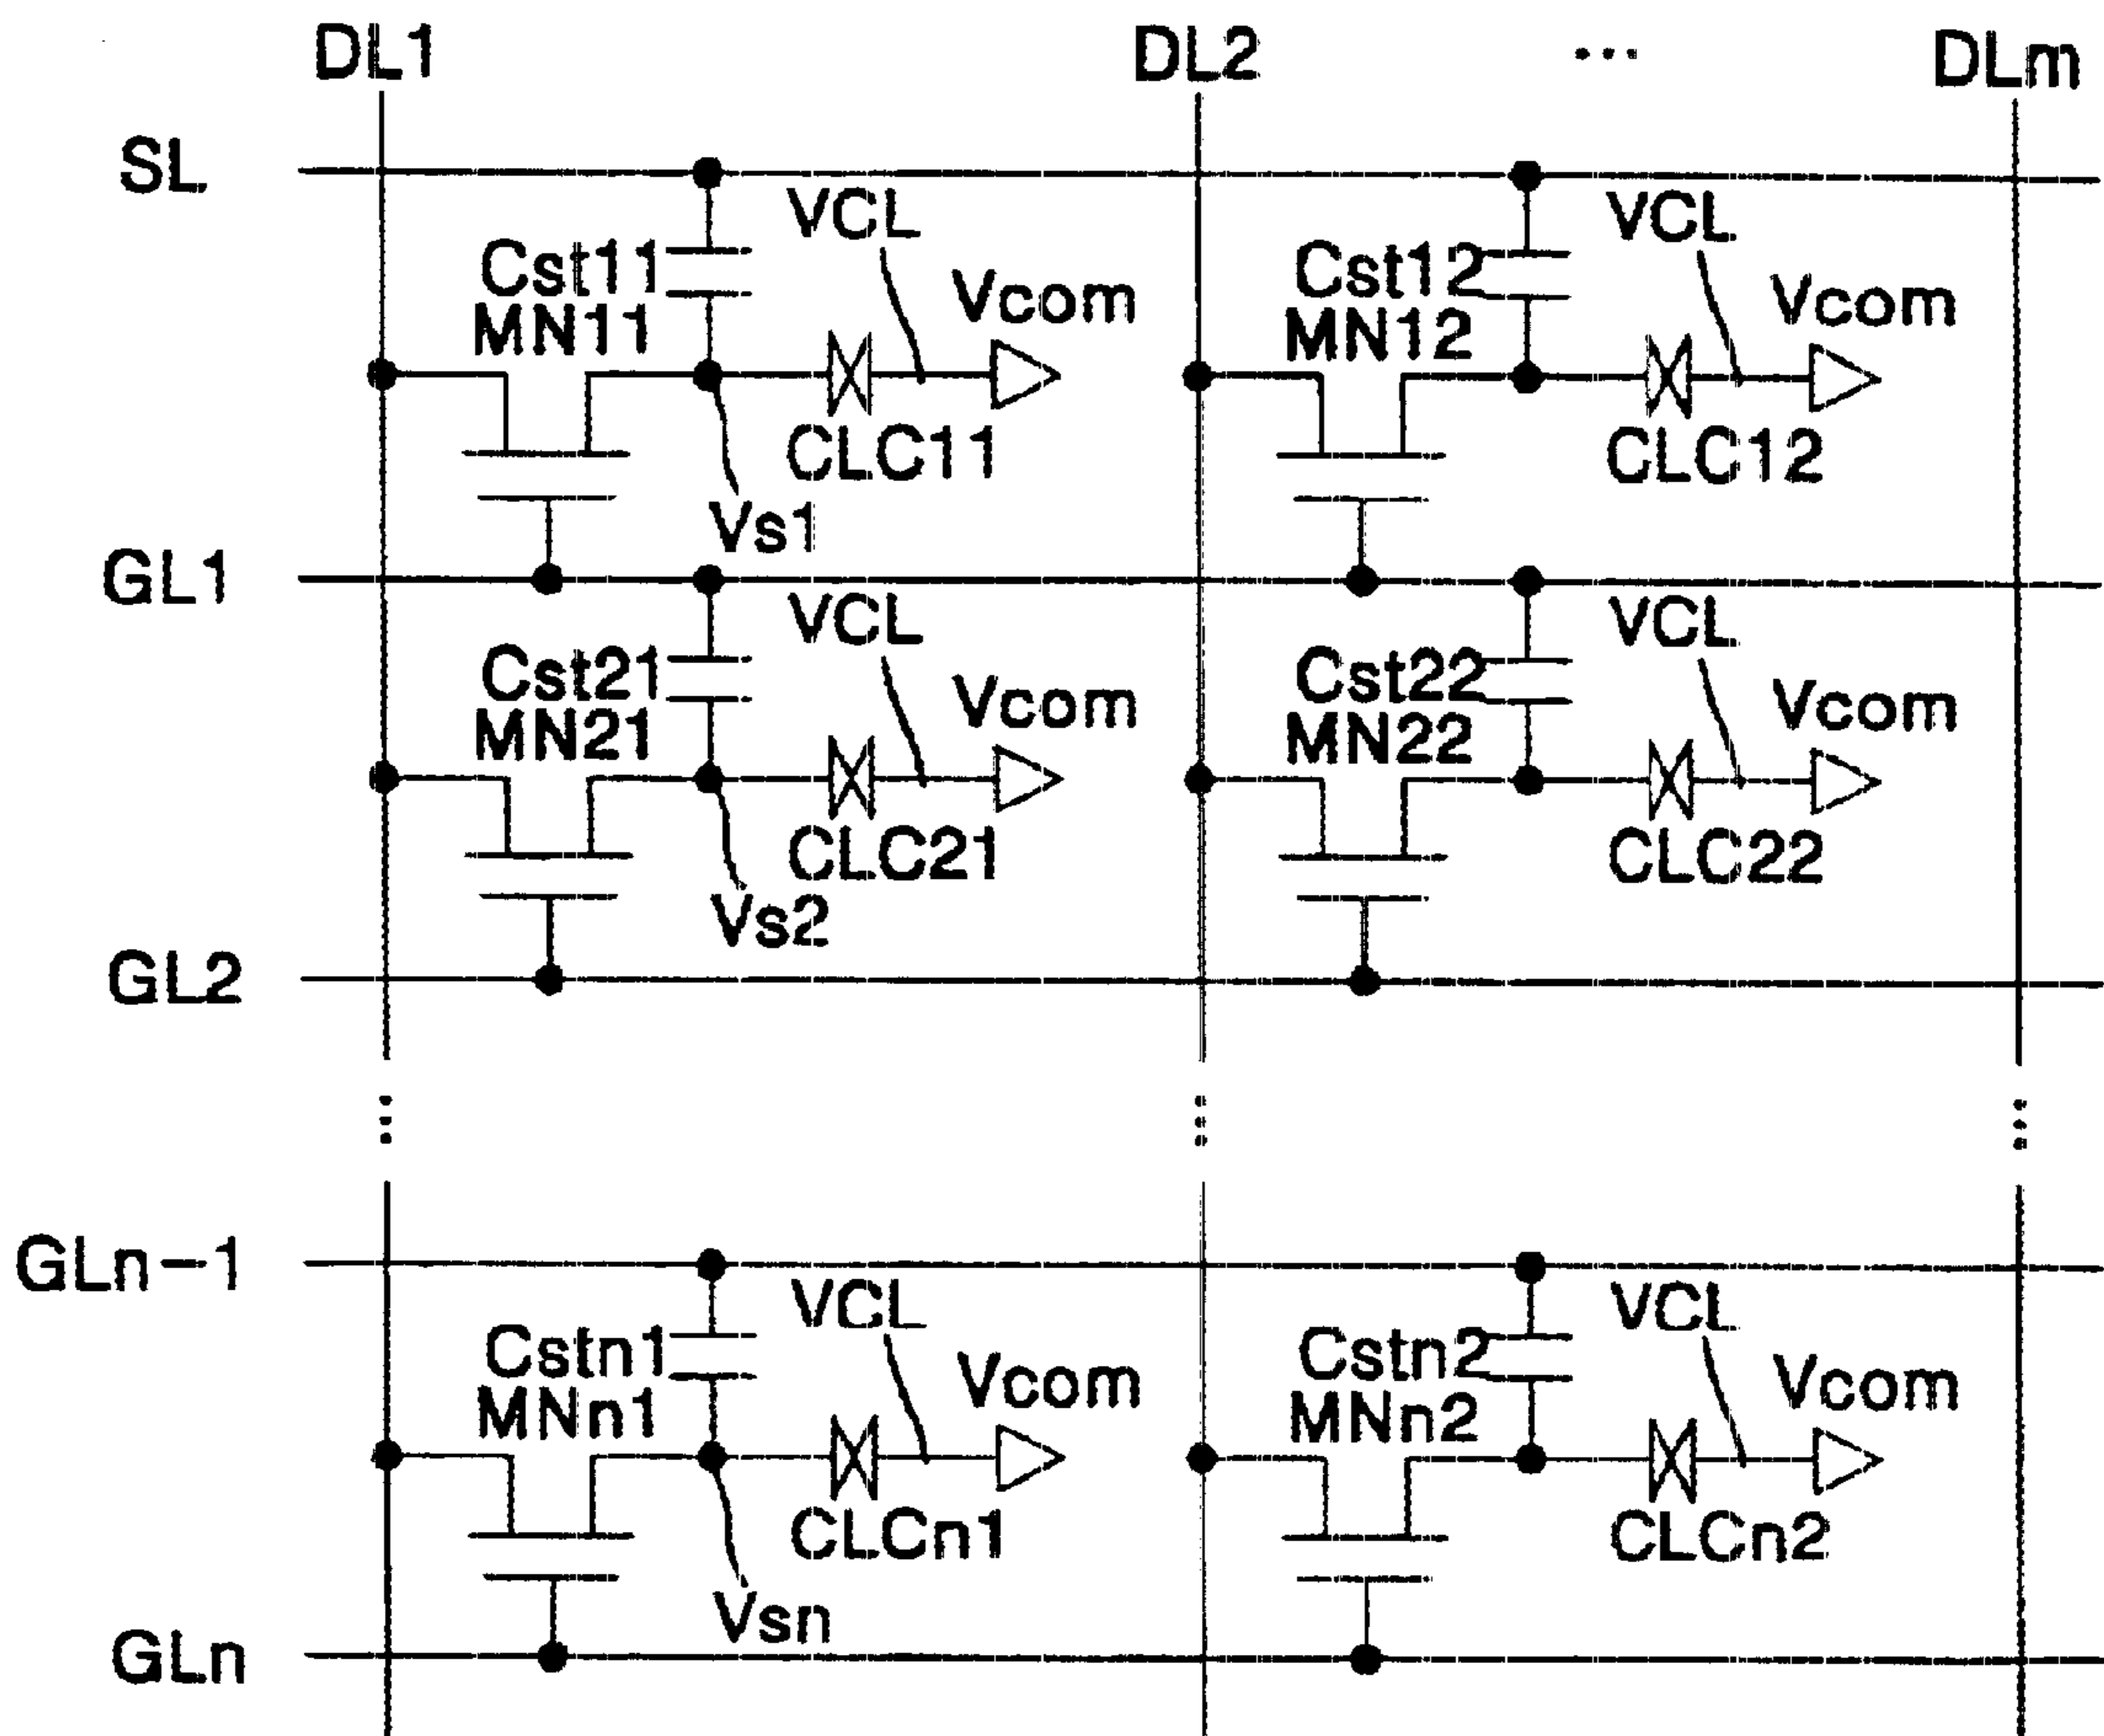 DL1 DL2 ... DLm
SL
VCL VCL
Cst11 Vcom Cst12 Vcom
MN11 MN12
CLC11 CLC12
Vs1
GL1
VCL VCL
Cst21 Vcom Cst22 Vcom
MN21 MN22
CLC21 CLC22
Vs2
GL2
GLn-1
VCL VCL
Cstn1 Vcom Cstn2 Vcom
MNn1 MNn2
CLCn1 CLCn2
Vsn
GLn